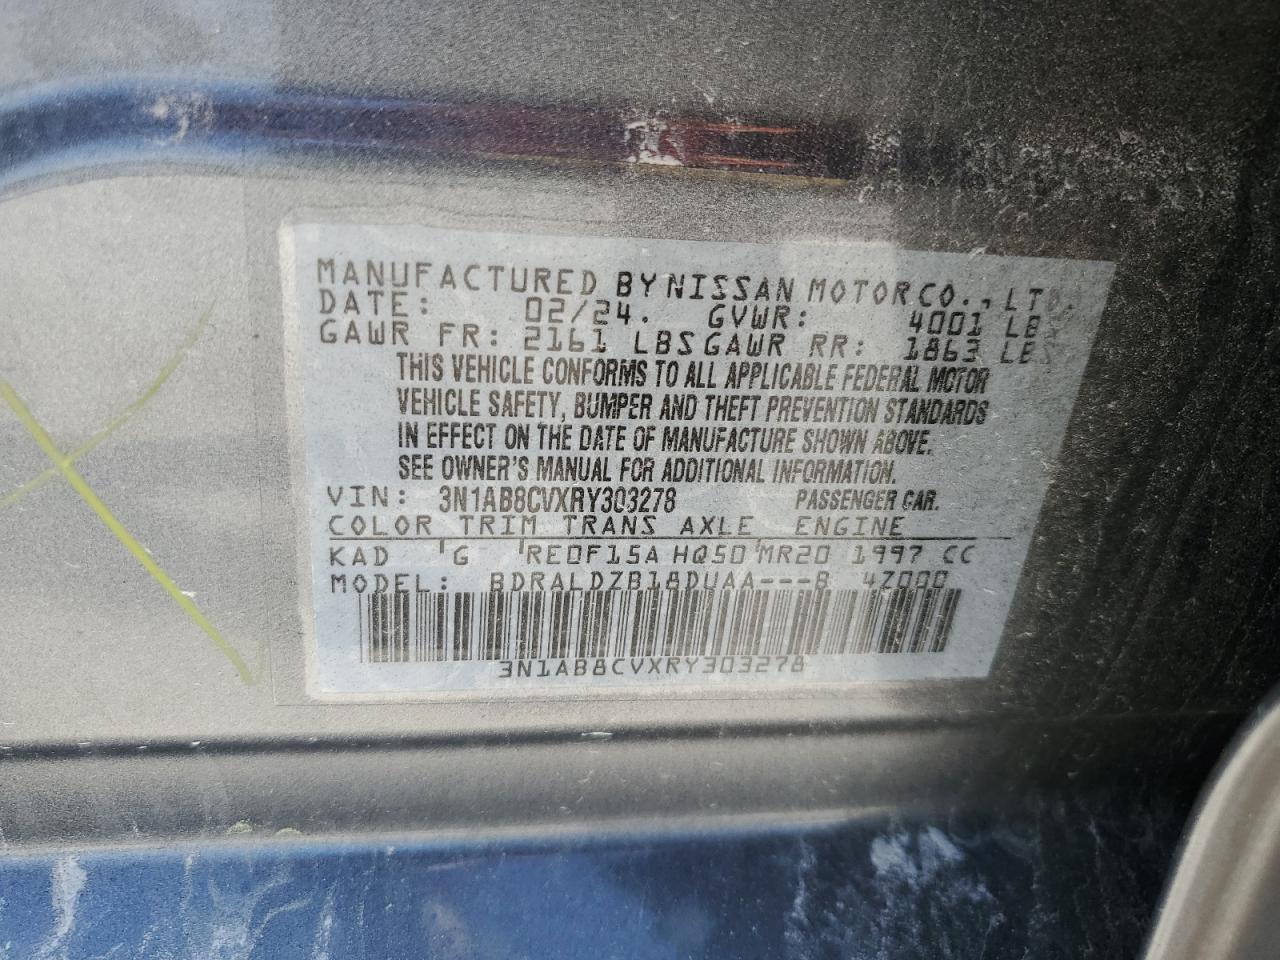 MANUFACTURED BY NISSAN MOTOR CO., LTD.
DATE: 02/24. GVWR: 4001 LBS
GAWR FR: 2161 LBS GAWR RR: 1863 LBS
THIS VEHICLE CONFORMS TO ALL APPLICABLE FEDERAL MOTOR
VEHICLE SAFETY, BUMPER AND THEFT PREVENTION STANDARDS
IN EFFECT ON THE DATE OF MANUFACTURE SHOWN ABOVE.
SEE OWNER'S MANUAL FOR ADDITIONAL INFORMATION.
VIN: 3N1AB8CVXRY303278 PASSENGER CAR.
COLOR TRIM TRANS AXLE ENGINE
KAD 'G 'RE0F15A HQ50'MR20 1997 CC
MODEL: BDRALDZB18DUAA---B 4Z000
3N1AB8CVXRY303278